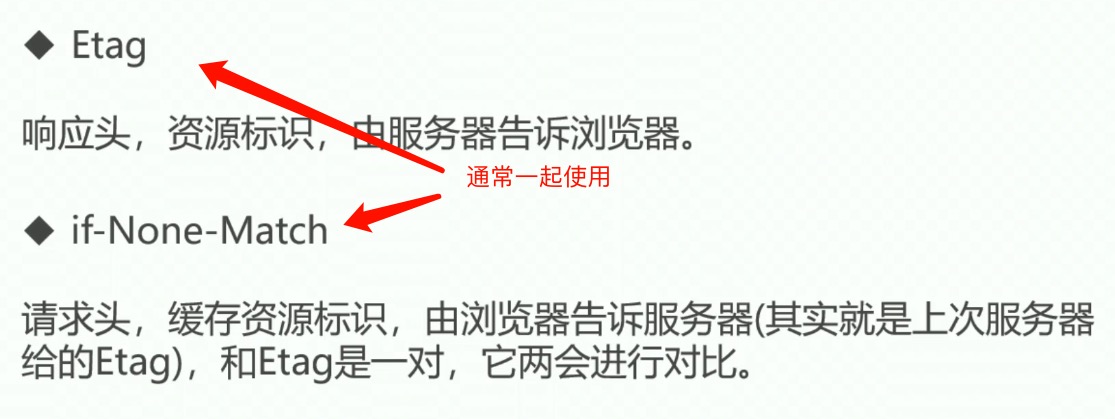 ◆ Etag
响应头，资源标识，由服务器告诉浏览器。
通常一起使用
◆ if-None-Match
请求头，缓存资源标识，由浏览器告诉服务器(其实就是上次服务器
给的Etag)，和Etag是一对，它两会进行对比。